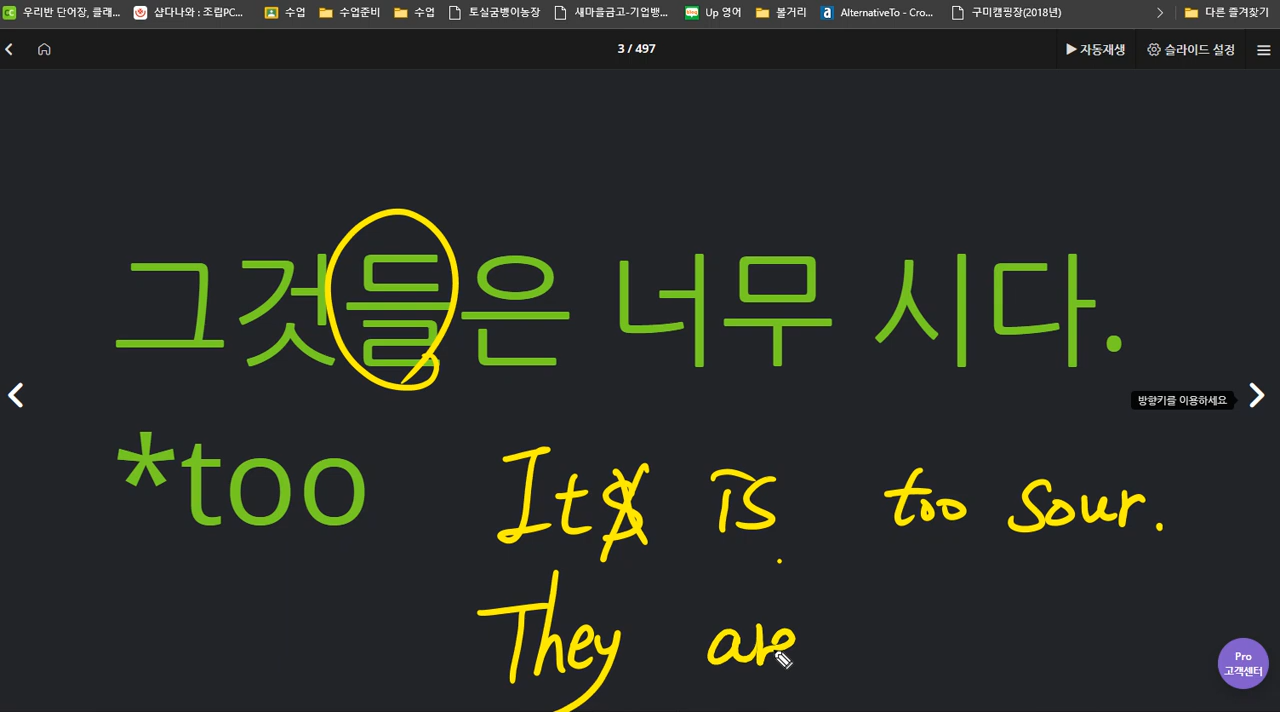 우리반 단어장, 클래... 샵다나와 : 조립PC... 수업 수업준비 수업 토실굼벵이농장 새마을금고-기업뱅... Up 영어 볼거리 AlternativeTo - Cro... 구미캠핑장(2018년) 다른 즐겨찾기
3 / 497 자동재생 슬라이드 설정
그것들은 너무 시다.
방향키를 이용하세요
*too
It is too sour.
They are
Pro
고객센터